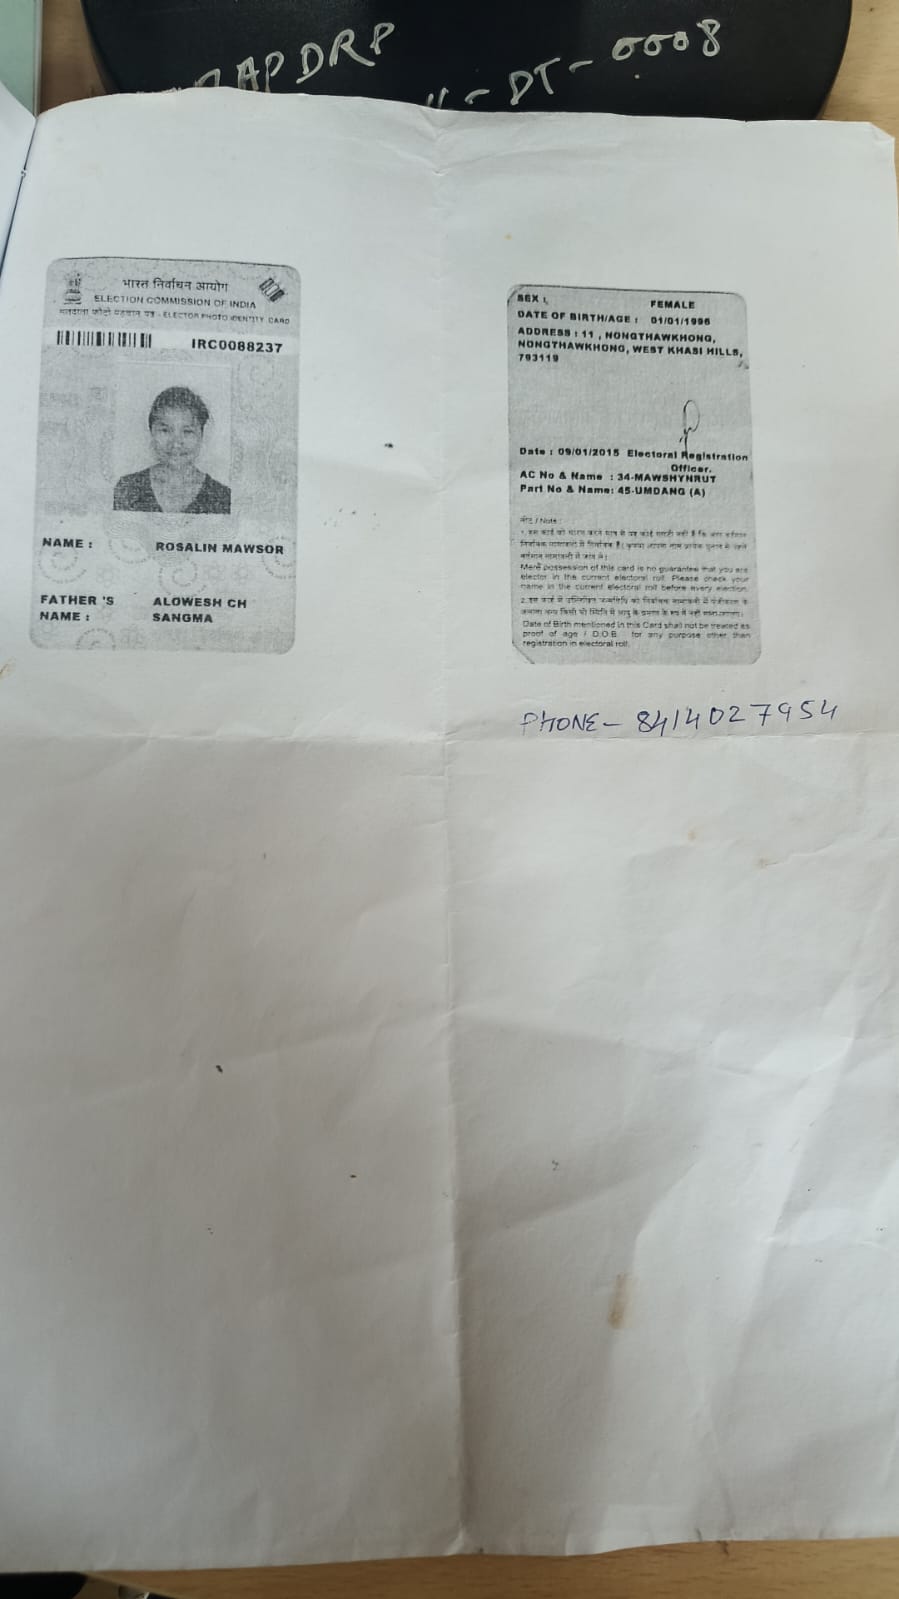 RAPDRP
DT-0008
भारत निर्वाचन आयोग
ELECTION COMMISSION OF INDIA
मतदाता फोटो पहचान पत्र - ELECTOR PHOTO IDENTITY CARD
IRC0088237
NAME : ROSALIN MAWSOR
FATHER 'S ALOWESH CH
NAME : SANGMA
SEX : FEMALE
DATE OF BIRTH/AGE : 01/01/1996
ADDRESS : 11 , NONGTHAWKHONG,
NONGTHAWKHONG, WEST KHASI HILLS,
793119
Date : 09/01/2015 Electoral Registration
Officer.
AC No & Name : 34-MAWSHYNRUT
Part No & Name: 45-UMDANG (A)
नोट / Note :
Mere possession of this card is no guarantee that you are
elector in the current electoral roll. Please check your
name in the current electoral roll before every election.
Date of Birth mentioned in this Card shall not be treated as
proof of age / D.O.B. for any purpose other than
registration in electoral roll.
PHONE - 8414027954